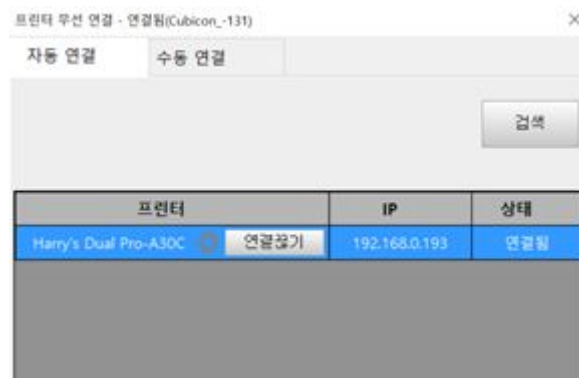 프린터 무선 연결 - 연결됨(Cubicon_-131)
자동 연결 수동 연결
검색
프린터 IP 상태
Harry's Dual Pro-A30C 연결끊기 192.168.0.193 연결됨